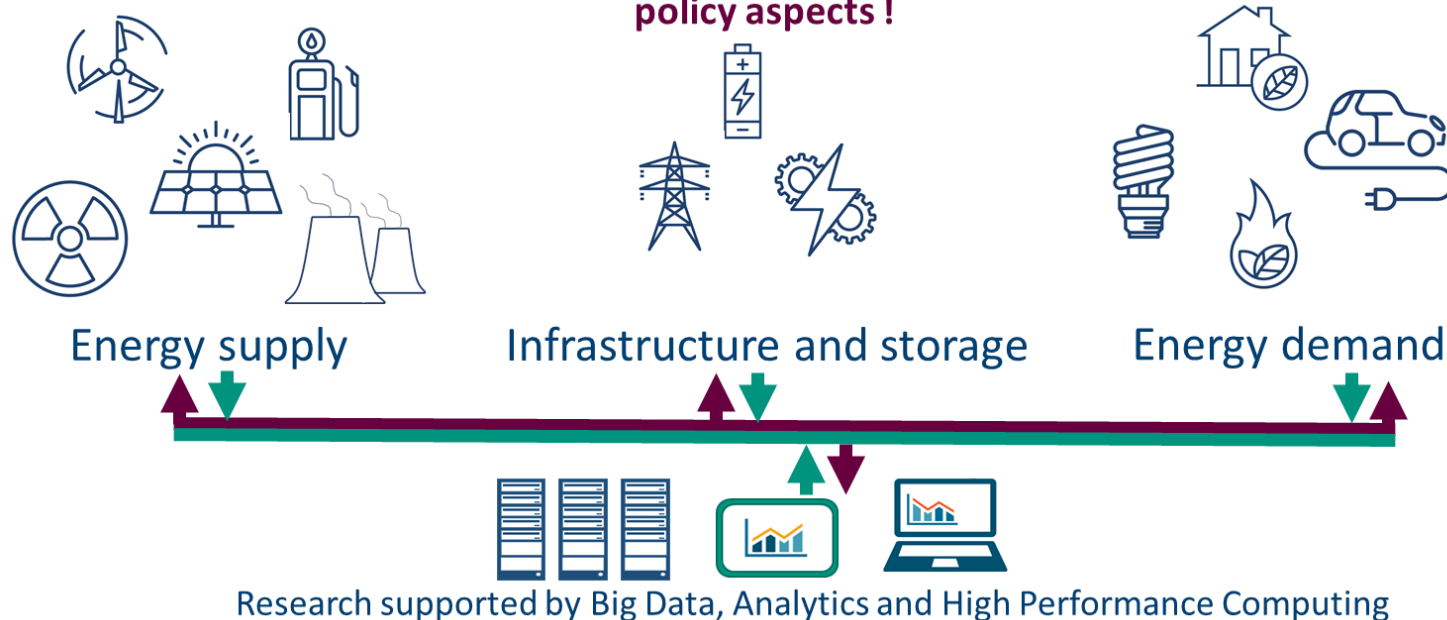 policy aspects !
Energy supply
Infrastructure and storage
Energy demand
Research supported by Big Data, Analytics and High Performance Computing